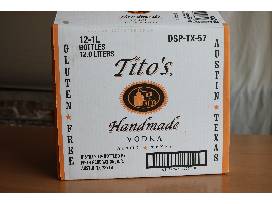 12-1L
BOTTLES
12.0 LITERS
DSP-TX-57
GLUTEN
FREE
Tito's
Handmade
VODKA
AUSTIN
TEXAS